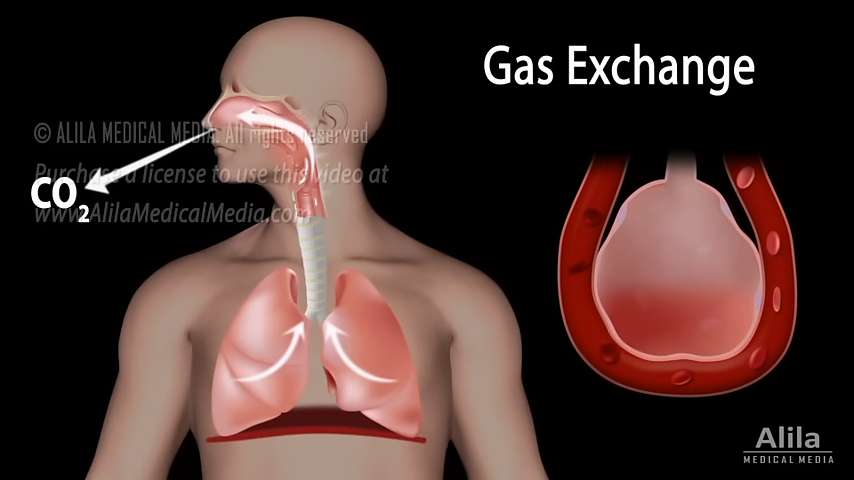 Gas Exchange
© ALILA MEDICAL MEDIA. All rights reserved
Purchase a license to use this video at
www.AlilaMedicalMedia.com
CO2
Alila
MEDICAL MEDIA